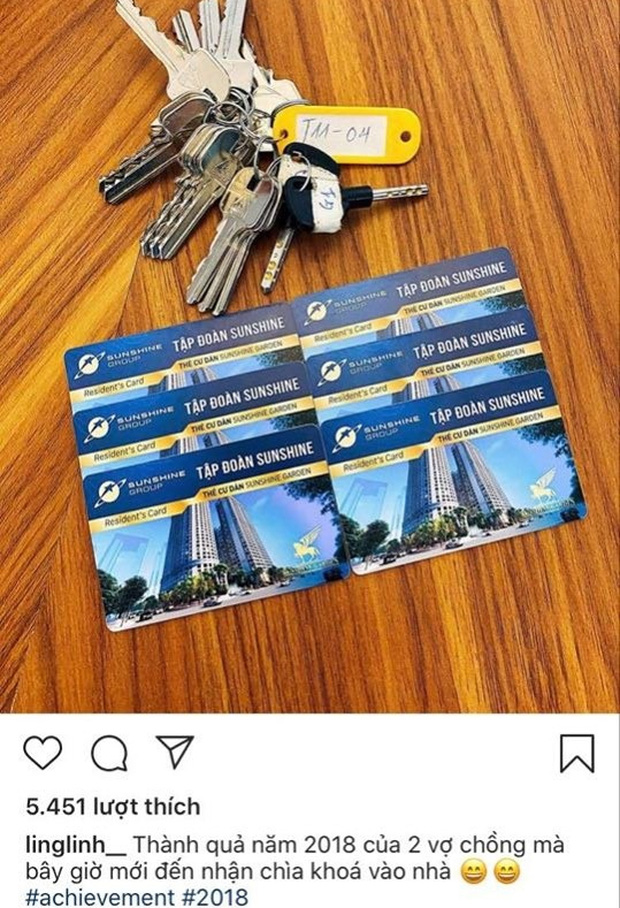 T11-04
SUNSHINE GROUP
TẬP ĐOÀN SUNSHINE
THẺ CƯ DÂN SUNSHINE GARDEN
Resident's Card
SUNSHINE GROUP
TẬP ĐOÀN SUNSHINE
THẺ CƯ DÂN SUNSHINE GARDEN
Resident's Card
SUNSHINE GROUP
TẬP ĐOÀN SUNSHINE
THẺ CƯ DÂN SUNSHINE GARDEN
Resident's Card
SUNSHINE GROUP
TẬP ĐOÀN SUNSHINE
THẺ CƯ DÂN SUNSHINE GARDEN
Resident's Card
SUNSHINE GROUP
TẬP ĐOÀN SUNSHINE
THẺ CƯ DÂN SUNSHINE GARDEN
Resident's Card
SUNSHINE GROUP
TẬP ĐOÀN SUNSHINE
THẺ CƯ DÂN SUNSHINE GARDEN
Resident's Card
5.451 lượt thích
linglinh__ Thành quả năm 2018 của 2 vợ chồng mà
bây giờ mới đến nhận chìa khoá vào nhà 😄😄
#achievement #2018